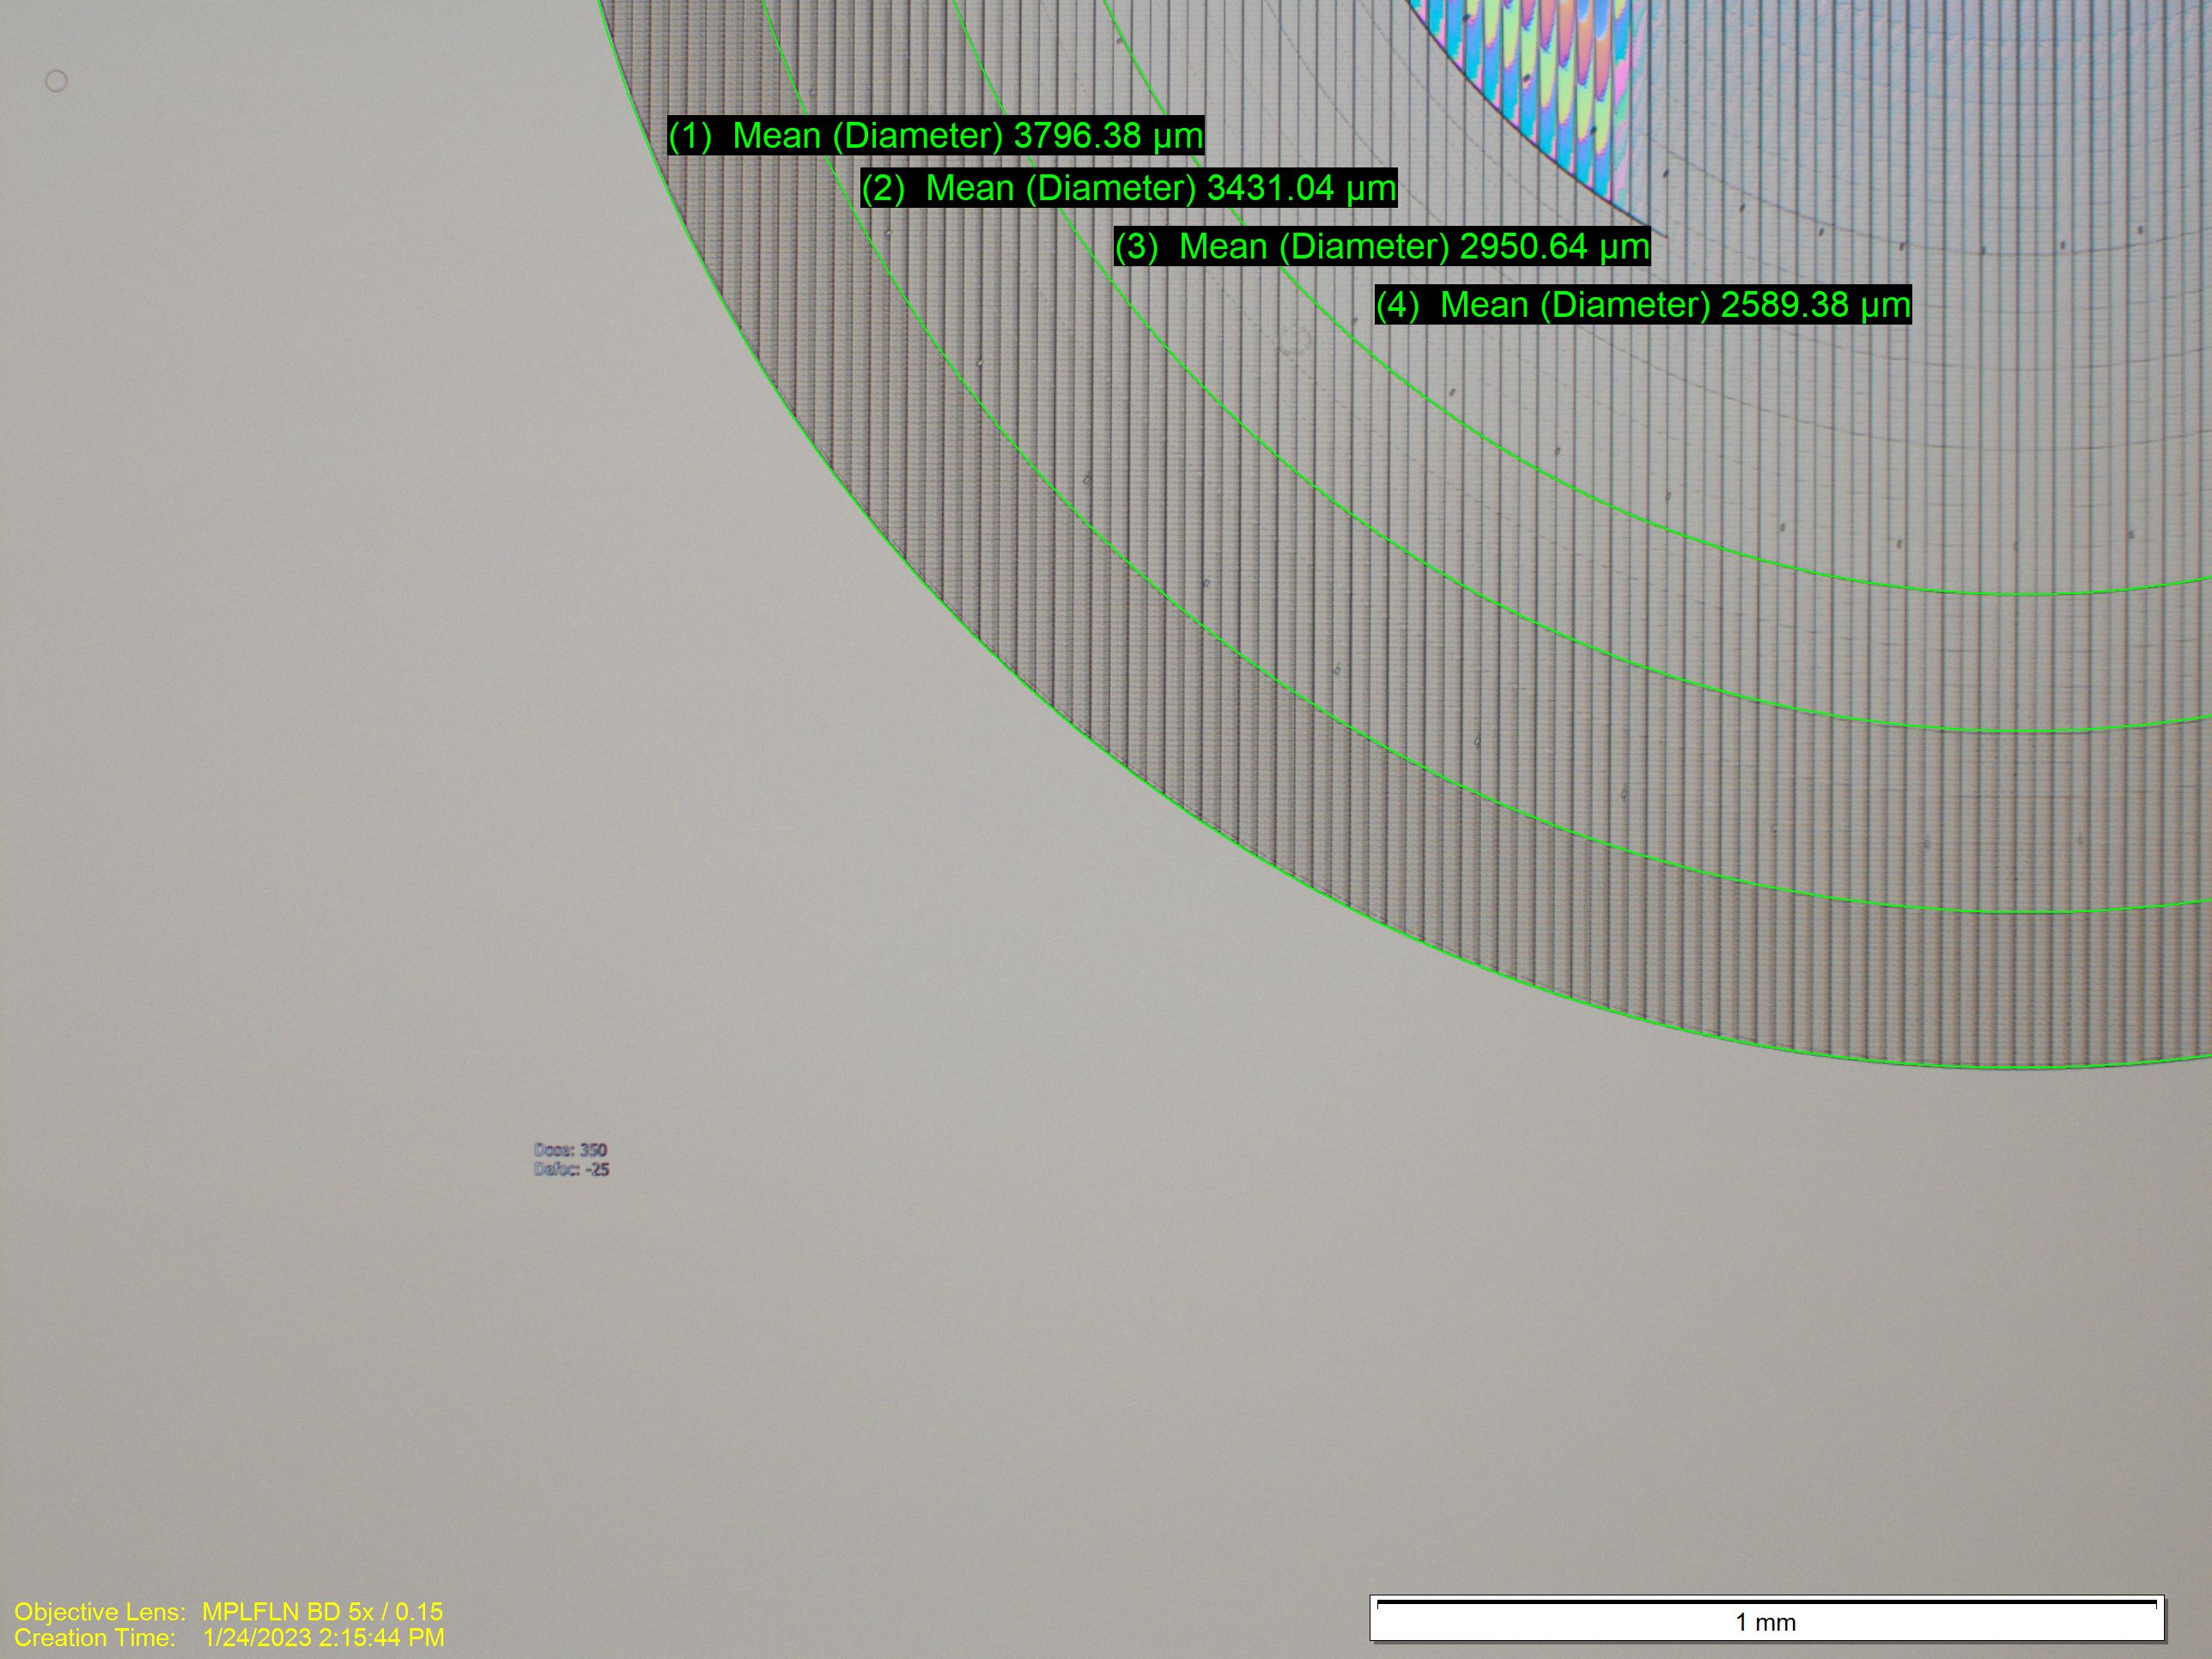 (1) Mean (Diameter) 3796.38 µm
(2) Mean (Diameter) 3431.04 µm
(3) Mean (Diameter) 2950.64 µm
(4) Mean (Diameter) 2589.38 µm
Dose: 350
Defoc: -25
Objective Lens: MPLFLN BD 5x / 0.15
Creation Time: 1/24/2023 2:15:44 PM
1 mm